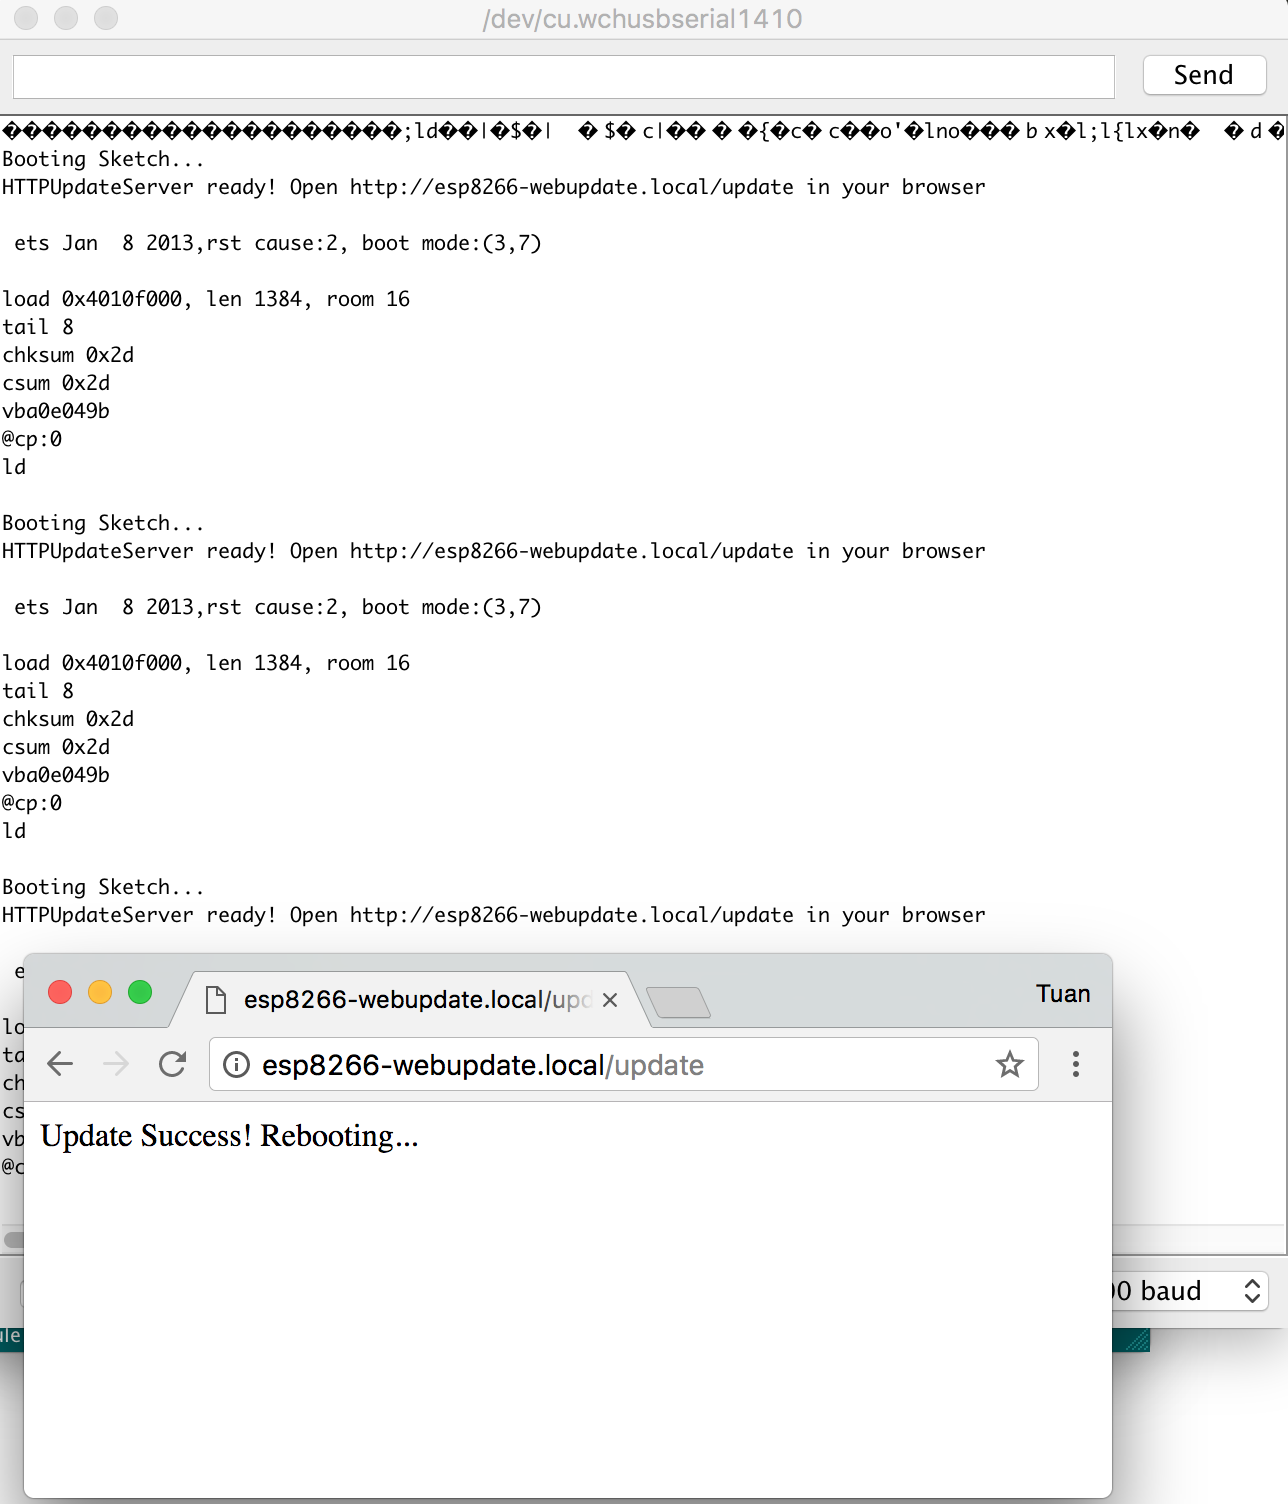 /dev/cu.wchusbserial1410
Send
��������������������;ld��|�$�| �$�c|����{�c�c��o'�lno���bx�l;l{lx�n� �d�
Booting Sketch...
HTTPUpdateServer ready! Open http://esp8266-webupdate.local/update in your browser
ets Jan 8 2013,rst cause:2, boot mode:(3,7)
load 0x4010f000, len 1384, room 16
tail 8
chksum 0x2d
csum 0x2d
vba0e049b
@cp:0
ld
Booting Sketch...
HTTPUpdateServer ready! Open http://esp8266-webupdate.local/update in your browser
ets Jan 8 2013,rst cause:2, boot mode:(3,7)
load 0x4010f000, len 1384, room 16
tail 8
chksum 0x2d
csum 0x2d
vba0e049b
@cp:0
ld
Booting Sketch...
HTTPUpdateServer ready! Open http://esp8266-webupdate.local/update in your browser
e
esp8266-webupdate.local/upd
Tuan
lo
esp8266-webupdate.local/update
ta
ch
cs
Update Success! Rebooting...
vb
@c
0 baud
ule